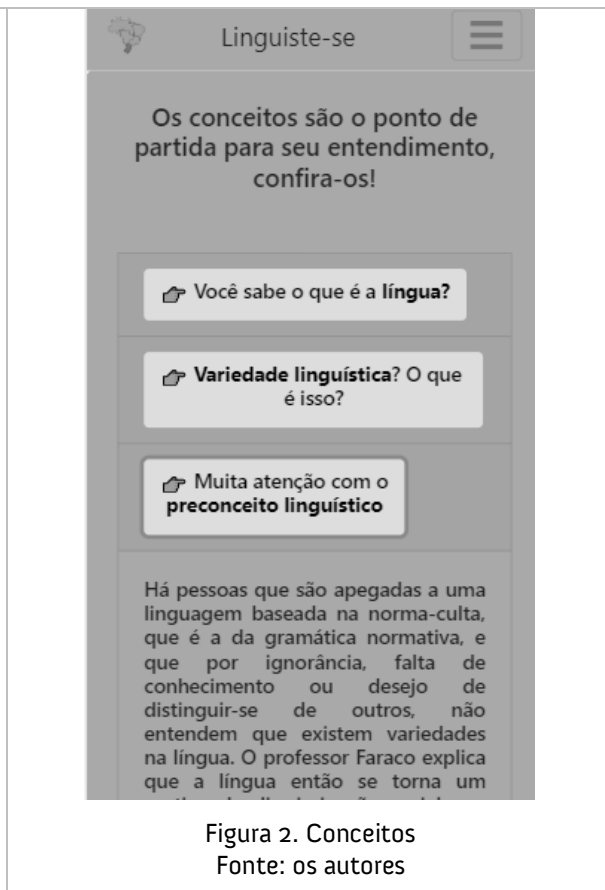 Linguiste-se
Os conceitos são o ponto de
partida para seu entendimento,
confira-os!
Você sabe o que é a língua?
Variedade linguística? O que
é isso?
Muita atenção com o
preconceito linguístico
Há pessoas que são apegadas a uma
linguagem baseada na norma-culta,
que é a da gramática normativa, e
que por ignorância, falta de
conhecimento ou desejo de
distinguir-se de outros, não
entendem que existem variedades
na língua. O professor Faraco explica
que a língua então se torna um
Figura 2. Conceitos
Fonte: os autores